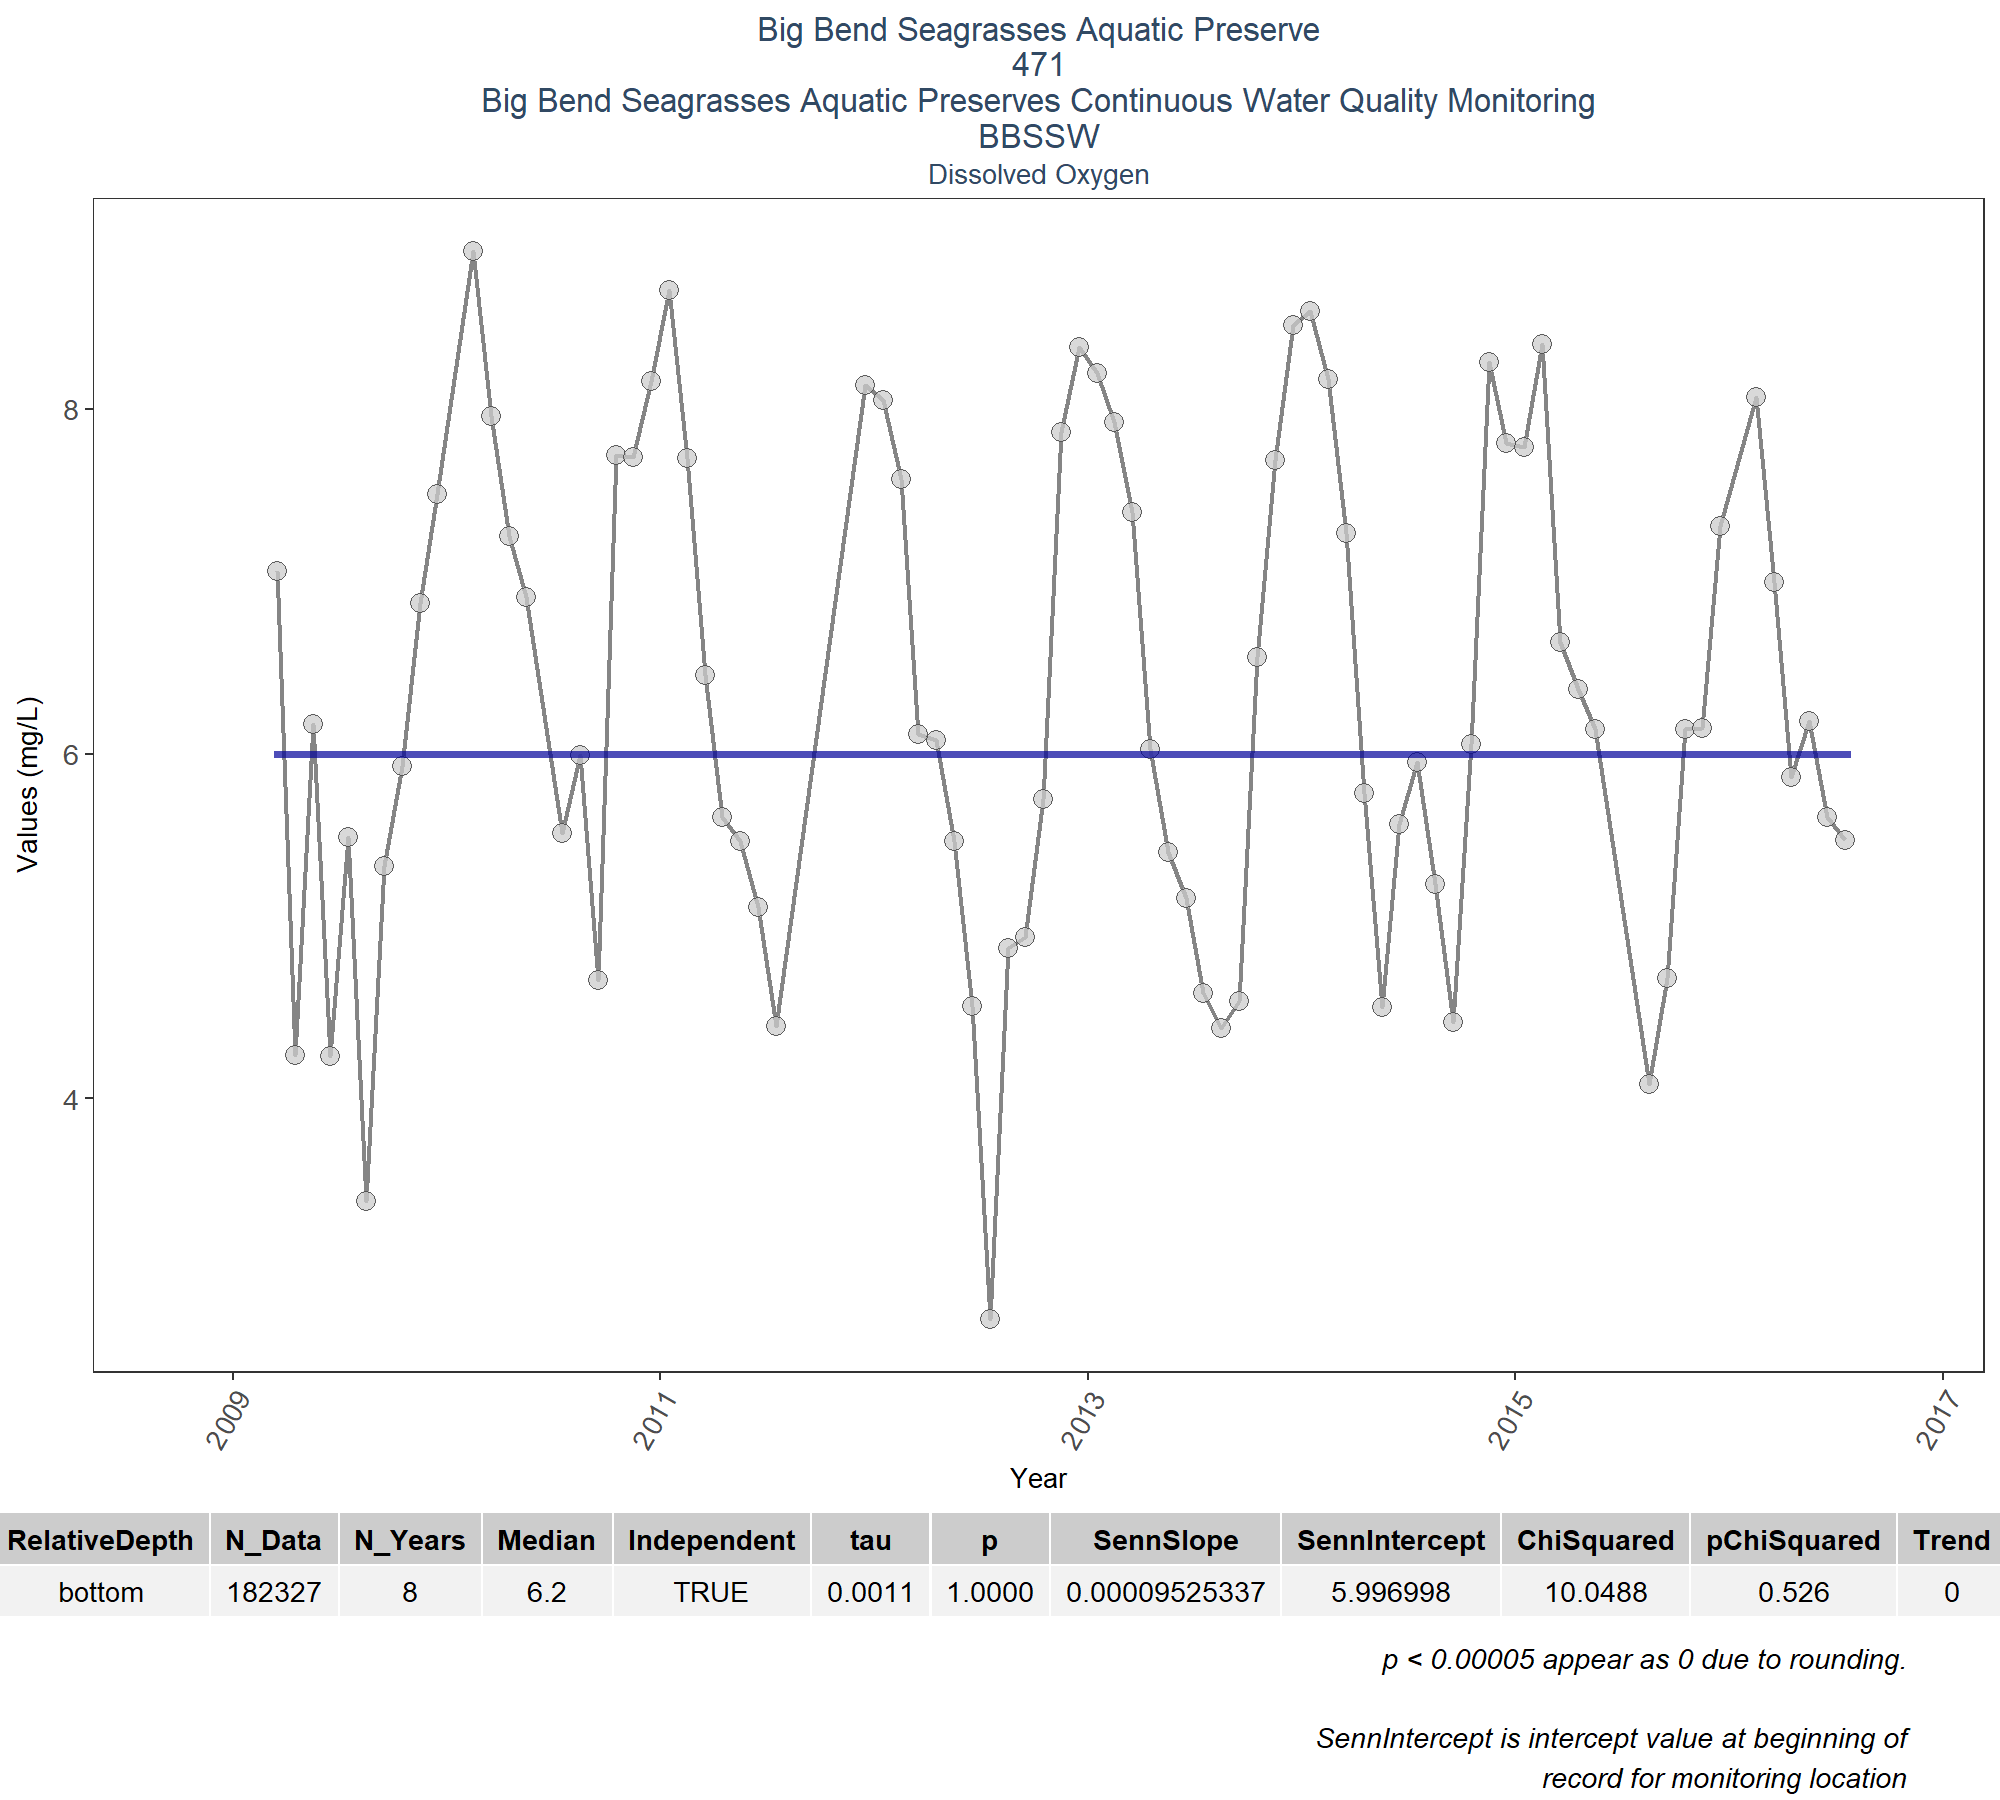 Big Bend Seagrasses Aquatic Preserve
471
Big Bend Seagrasses Aquatic Preserves Continuous Water Quality Monitoring
BBSSW
Dissolved Oxygen
8
6
4
Values (mg/L)
2009
2011
2013
2015
2017
Year
RelativeDepth N_Data N_Years Median Independent tau p SennSlope SennIntercept ChiSquared pChiSquared Trend
bottom 182327 8 6.2 TRUE 0.0011 1.0000 0.00009525337 5.996998 10.0488 0.526 0
p < 0.00005 appear as 0 due to rounding.
SennIntercept is intercept value at beginning of
record for monitoring location